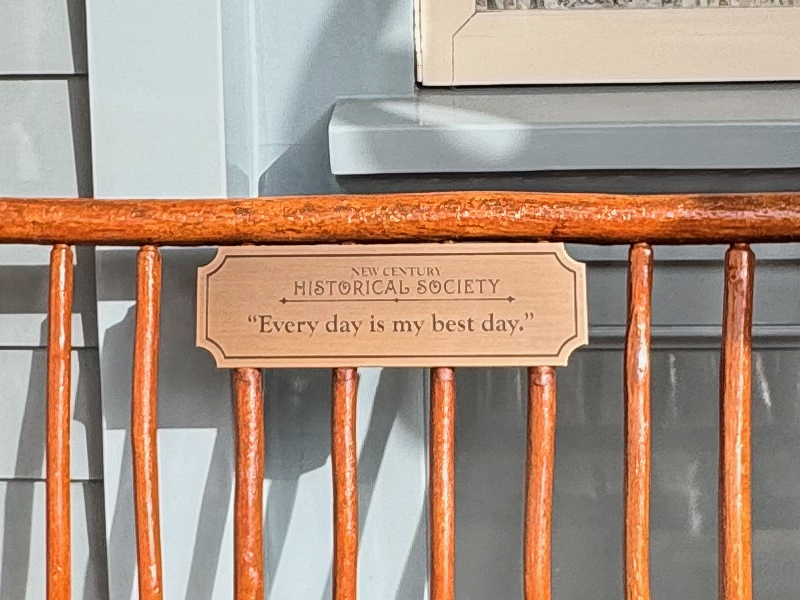 NEW CENTURY
HISTORICAL SOCIETY
“Every day is my best day.”